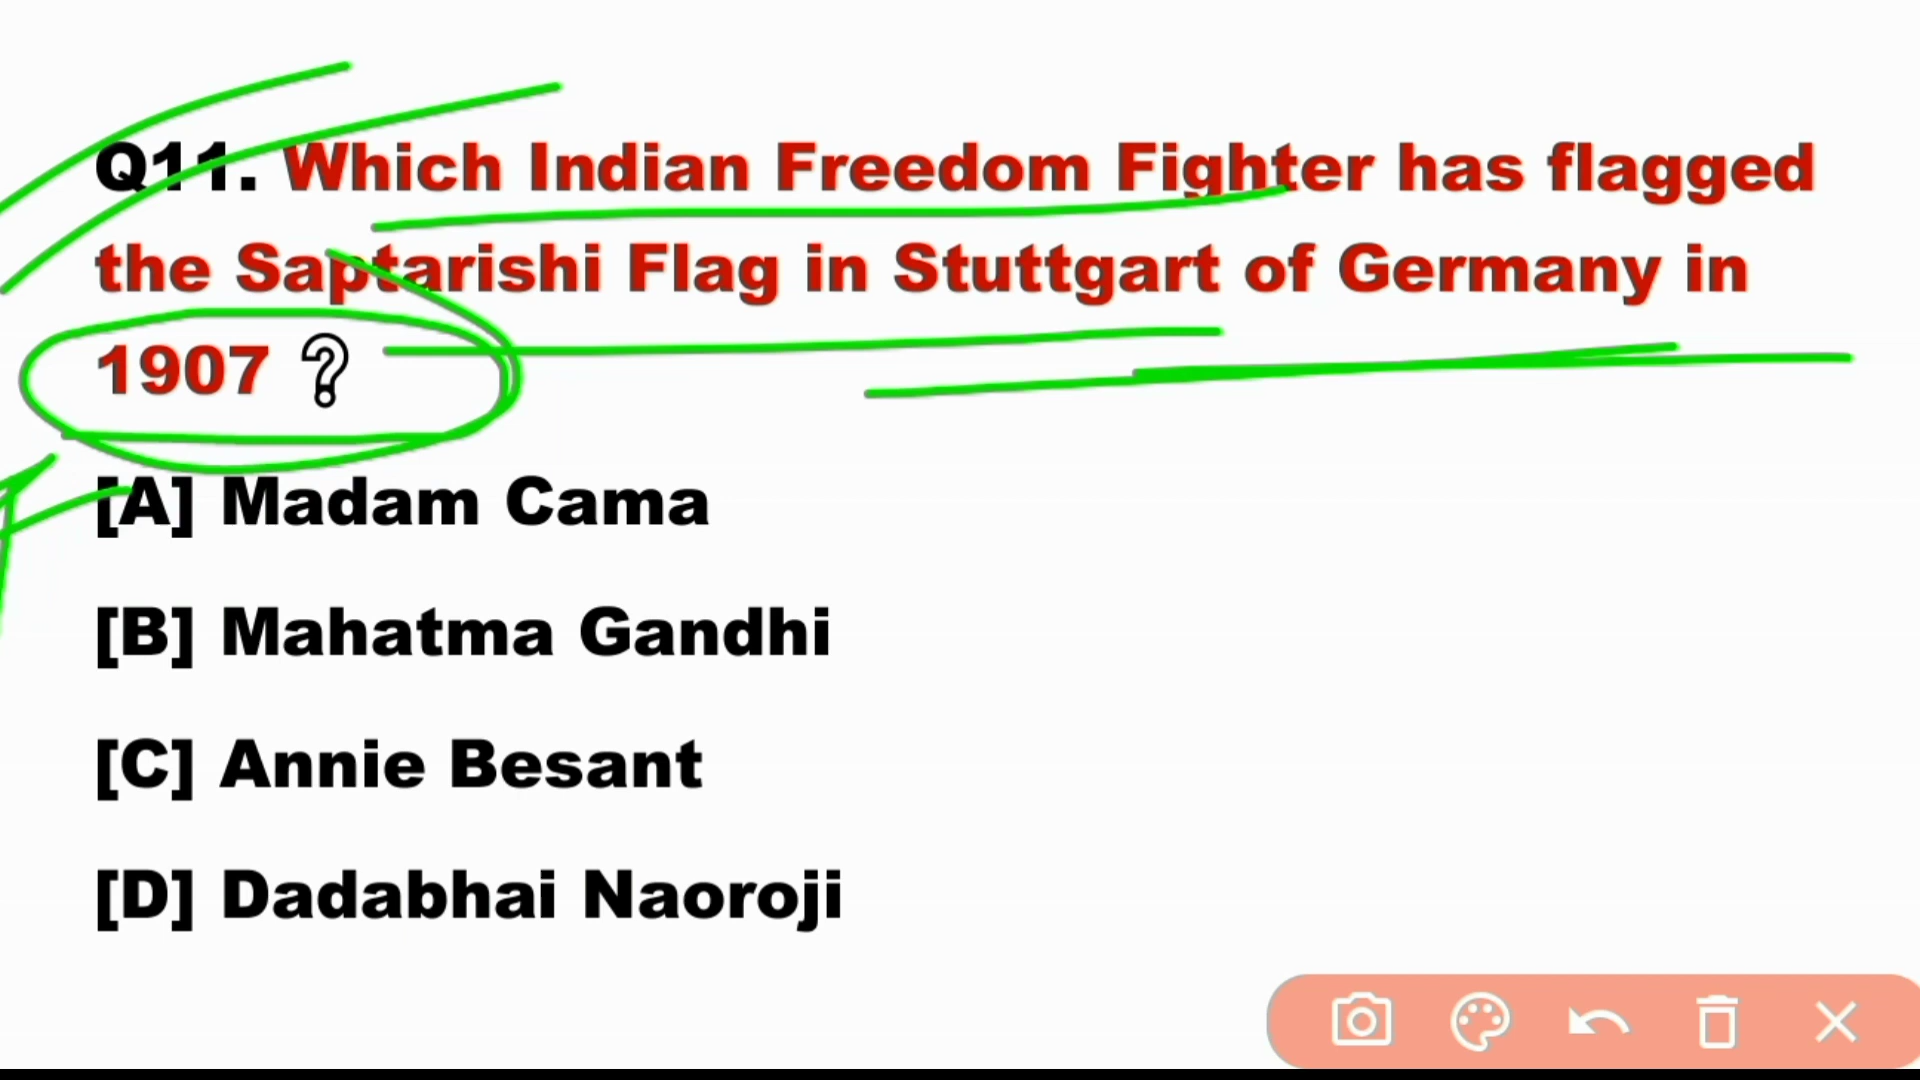 Q11. Which Indian Freedom Fighter has flagged
the Saptarishi Flag in Stuttgart of Germany in
1907 ?
[A] Madam Cama
[B] Mahatma Gandhi
[C] Annie Besant
[D] Dadabhai Naoroji